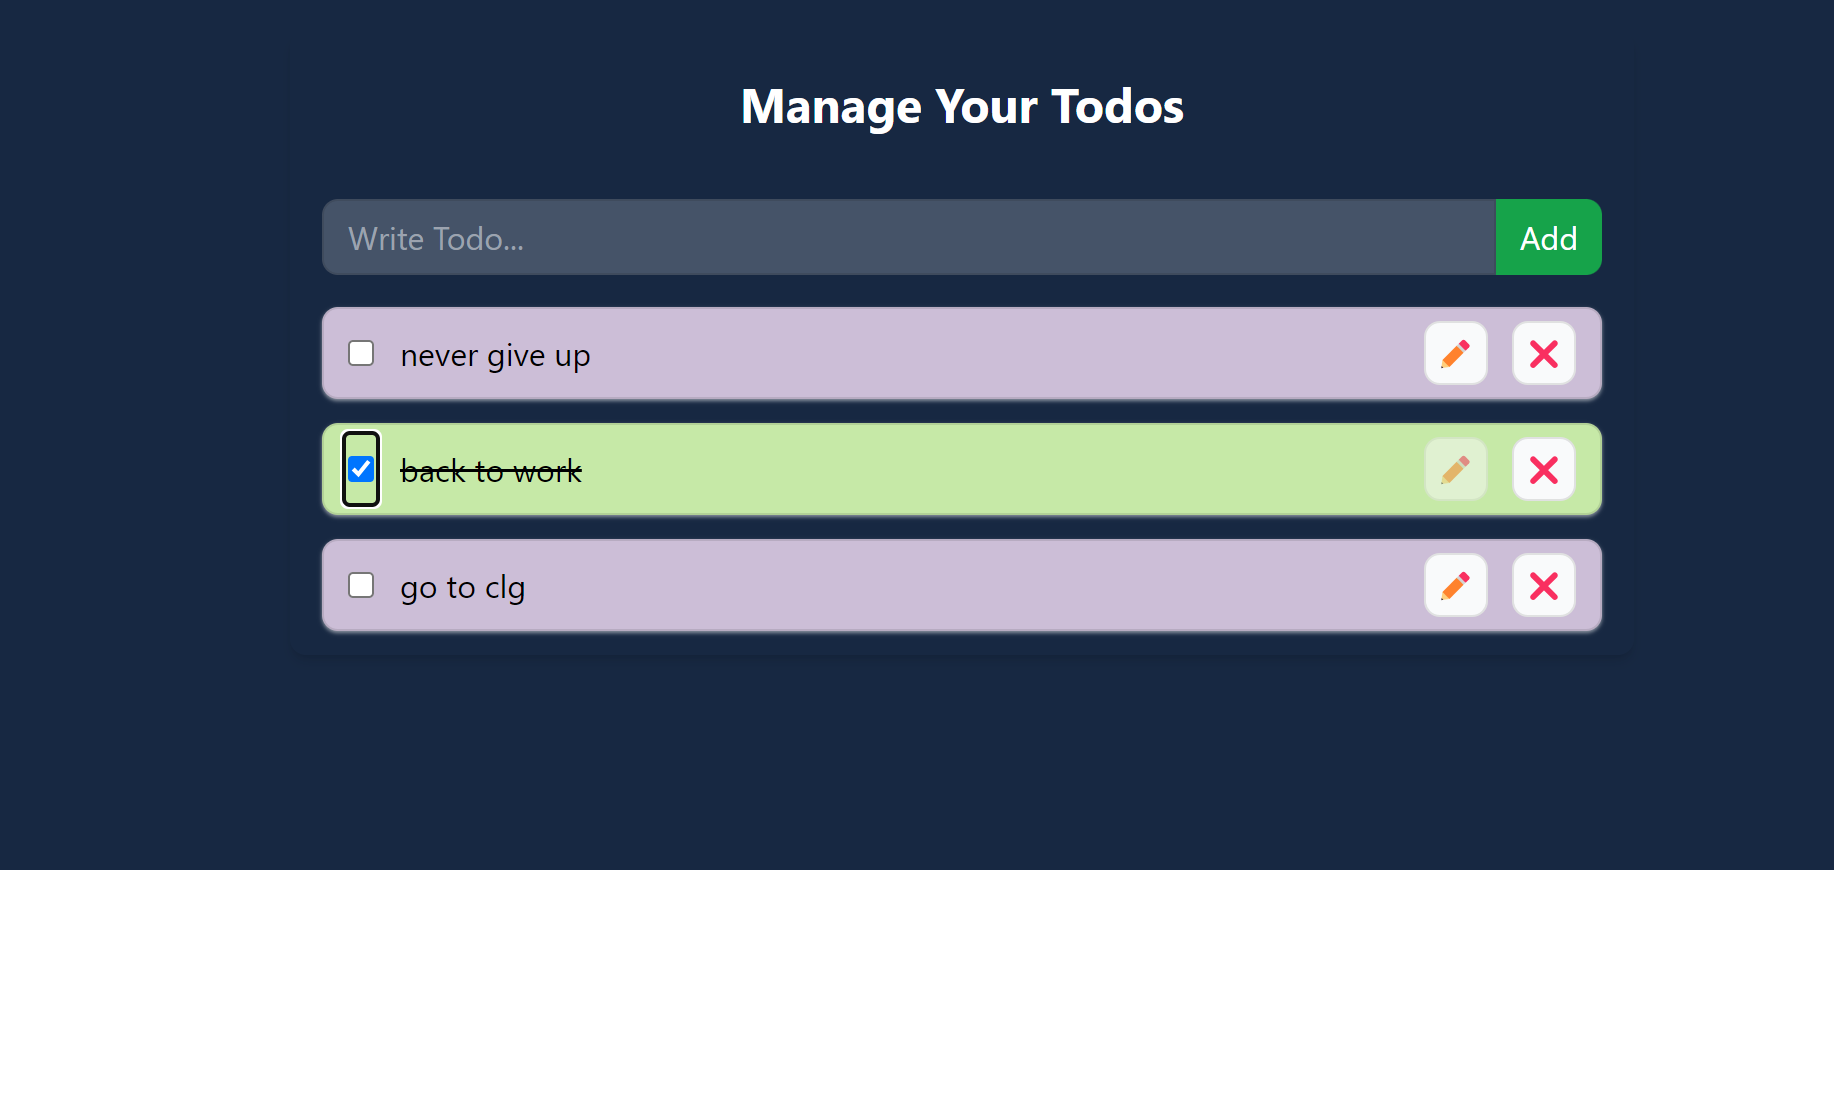 Manage Your Todos
Write Todo...
Add
never give up
back to work
go to clg